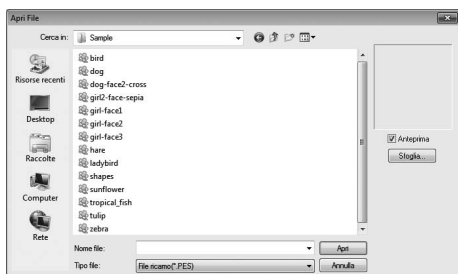 Apri File
Cerca in: Sample
Risorse recenti
Desktop
Raccolte
Computer
Rete
bird
dog
dog-face2-cross
girl2-face-sepia
girl-face1
girl-face2
girl-face3
hare
ladybird
shapes
sunflower
tropical_fish
tulip
zebra
Anteprima
Sfoglia...
Nome file:
Apri
Tipo file: File ricamo(*.PES)
Annulla